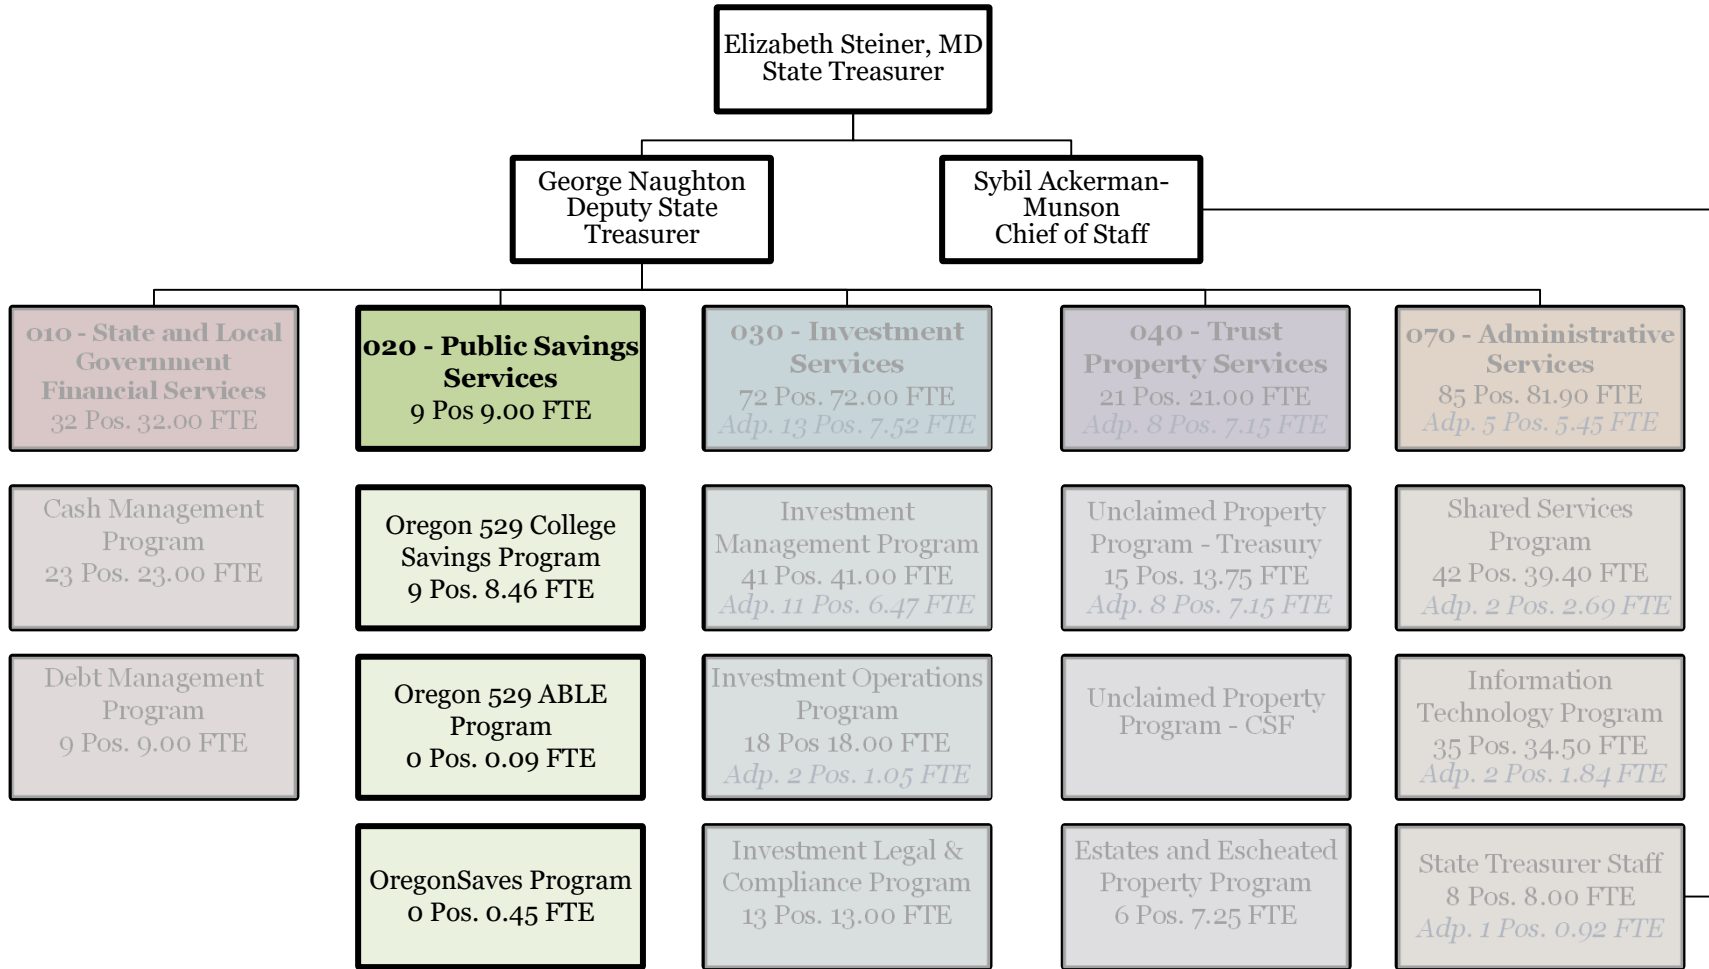 Elizabeth Steiner, MD
State Treasurer
George Naughton
Deputy State
Treasurer
Sybil Ackerman-
Munson
Chief of Staff
010 - State and Local
Government
Financial Services
32 Pos. 32.00 FTE
020 - Public Savings
Services
9 Pos 9.00 FTE
030 - Investment
Services
72 Pos. 72.00 FTE
Adp. 13 Pos. 7.52 FTE
040 - Trust
Property Services
21 Pos. 21.00 FTE
Adp. 8 Pos. 7.15 FTE
070 - Administrative
Services
85 Pos. 81.90 FTE
Adp. 5 Pos. 5.45 FTE
Cash Management
Program
23 Pos. 23.00 FTE
Oregon 529 College
Savings Program
9 Pos. 8.46 FTE
Investment
Management Program
41 Pos. 41.00 FTE
Adp. 11 Pos. 6.47 FTE
Unclaimed Property
Program - Treasury
15 Pos. 13.75 FTE
Adp. 8 Pos. 7.15 FTE
Shared Services
Program
42 Pos. 39.40 FTE
Adp. 2 Pos. 2.69 FTE
Debt Management
Program
9 Pos. 9.00 FTE
Oregon 529 ABLE
Program
0 Pos. 0.09 FTE
Investment Operations
Program
18 Pos 18.00 FTE
Adp. 2 Pos. 1.05 FTE
Unclaimed Property
Program - CSF
Information
Technology Program
35 Pos. 34.50 FTE
Adp. 2 Pos. 1.84 FTE
OregonSaves Program
0 Pos. 0.45 FTE
Investment Legal &
Compliance Program
13 Pos. 13.00 FTE
Estates and Escheated
Property Program
6 Pos. 7.25 FTE
State Treasurer Staff
8 Pos. 8.00 FTE
Adp. 1 Pos. 0.92 FTE